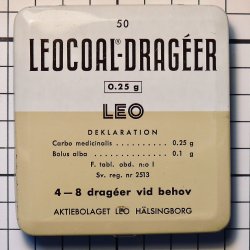 50
LEOCOAL®-DRAGÉER
0.25 g
LEO
DEKLARATION
Carbo medicinalis .......... 0.25 g
Bolus alba .............. 0.1 g
F. tabl. obd. n:o I
Sv. reg. nr 2513
4—8 dragéer vid behov
AKTIEBOLAGET LEO HÄLSINGBORG